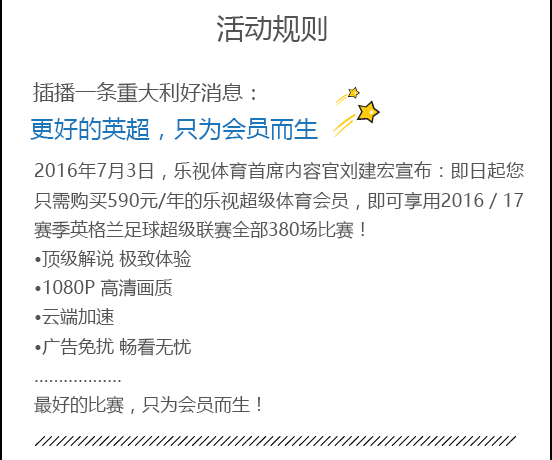 活动规则
插播一条重大利好消息：
更好的英超，只为会员而生
2016年7月3日，乐视体育首席内容官刘建宏宣布：即日起您
只需购买590元/年的乐视超级体育会员，即可享用2016 / 17
赛季英格兰足球超级联赛全部380场比赛！
•顶级解说 极致体验
•1080P 高清画质
•云端加速
•广告免扰 畅看无忧
………………
最好的比赛，只为会员而生！